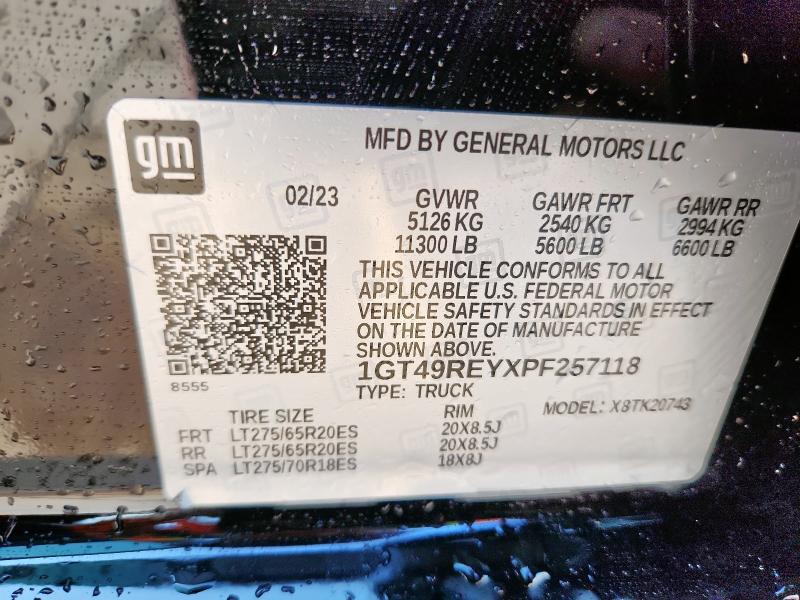 gm
MFD BY GENERAL MOTORS LLC
02/23 GVWR GAWR FRT GAWR RR
5126 KG 2540 KG 2994 KG
11300 LB 5600 LB 6600 LB
THIS VEHICLE CONFORMS TO ALL
APPLICABLE U.S. FEDERAL MOTOR
VEHICLE SAFETY STANDARDS IN EFFECT
ON THE DATE OF MANUFACTURE
SHOWN ABOVE.
1GT49REYXPF257118
8555
TYPE: TRUCK
MODEL: X8TK20743
TIRE SIZE RIM
FRT LT275/65R20ES 20X8.5J
RR LT275/65R20ES 20X8.5J
SPA LT275/70R18ES 18X8J